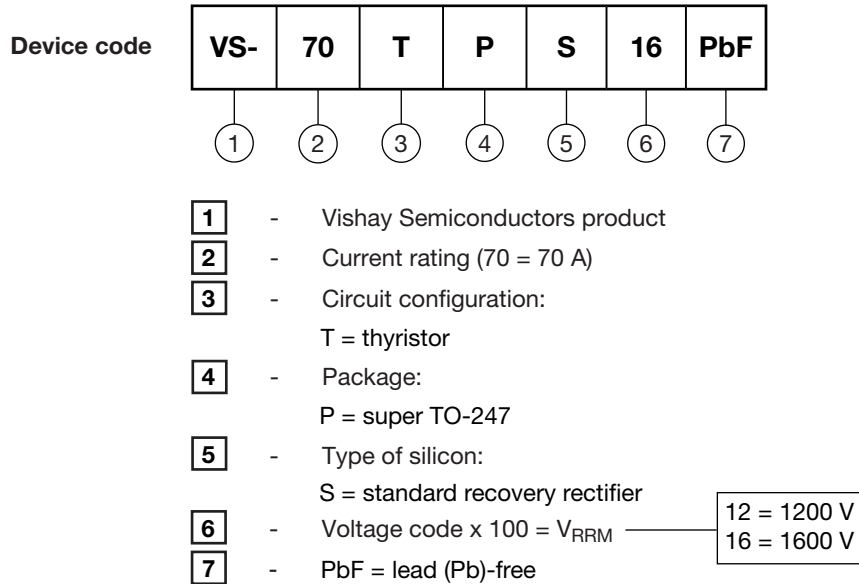 Device code VS- 70 T P S 16 PbF
1 2 3 4 5 6 7
1 - Vishay Semiconductors product
2 - Current rating (70 = 70 A)
3 - Circuit configuration:
T = thyristor
4 - Package:
P = super TO-247
5 - Type of silicon:
S = standard recovery rectifier
6 - Voltage code x 100 = VRRM
12 = 1200 V
16 = 1600 V
7 - PbF = lead (Pb)-free